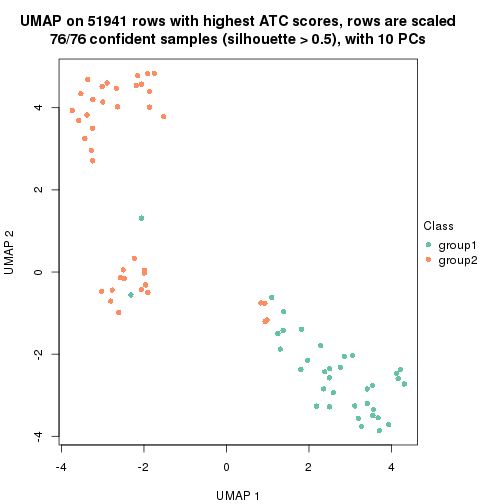 UMAP on 51941 rows with highest ATC scores, rows are scaled
76/76 confident samples (silhouette > 0.5), with 10 PCs
4
2
0
-2
-4
UMAP 2
-4
-2
0
2
4
UMAP 1
Class
group1
group2